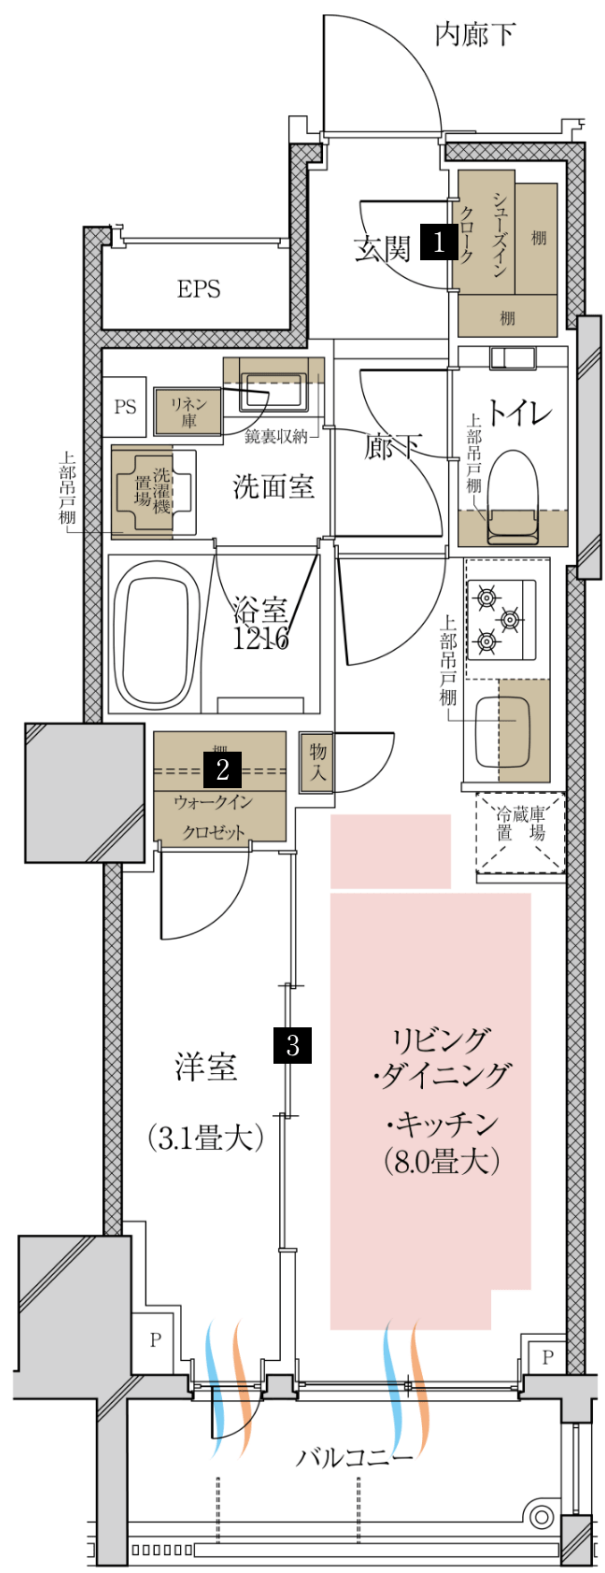 内廊下
玄関
1
シューズイン
クローク
棚
棚
EPS
PS
リネン
庫
鏡裏収納
廊下
トイレ
上部吊戸棚
上部吊戸棚
洗濯機
置場
洗面室
浴室
1216
上部吊戸棚
棚
2
ウォークイン
クロゼット
物入
冷蔵庫
置場
3
洋室
(3.1畳大)
リビング
・ダイニング
・キッチン
(8.0畳大)
P
P
バルコニー